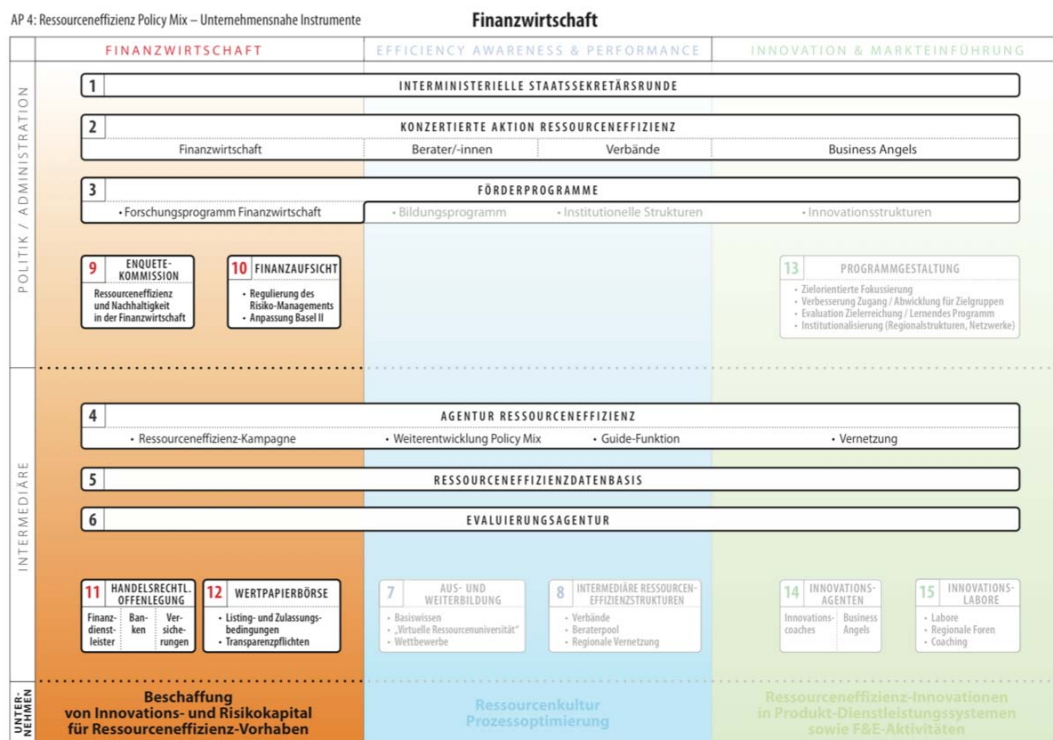 AP 4: Ressourceneffizienz Policy Mix – Unternehmensnahe Instrumente
Finanzwirtschaft
FINANZWIRTSCHAFT
EFFICIENCY AWARENESS & PERFORMANCE
INNOVATION & MARKTEINFÜHRUNG
POLITIK / ADMINISTRATION
1 INTERMINISTERIELLE STAATSSEKRETÄRSRUNDE
2 KONZERTIERTE AKTION RESSOURCENEFFIZIENZ
Finanzwirtschaft Berater/-innen Verbände Business Angels
3 FÖRDERPROGRAMME
• Forschungsprogramm Finanzwirtschaft • Bildungsprogramm • Institutionelle Strukturen • Innovationsstrukturen
9 ENQUETE-
KOMMISSION
Ressourceneffizienz
und Nachhaltigkeit
in der Finanzwirtschaft
10 FINANZAUFSICHT
• Regulierung des
Risiko-Managements
• Anpassung Basel II
13 PROGRAMMGESTALTUNG
• Zielorientierte Fokussierung
• Verbesserung Zugang / Abwicklung für Zielgruppen
• Evaluation Zielerreichung / Lernendes Programm
• Institutionalisierung (Regionalstrukturen, Netzwerke)
INTERMEDIÄRE
4 AGENTUR RESSOURCENEFFIZIENZ
• Ressourceneffizienz-Kampagne • Weiterentwicklung Policy Mix • Guide-Funktion • Vernetzung
5 RESSOURCENEFFIZIENZDATENBASIS
6 EVALUIERUNGSAGENTUR
11 HANDELSRECHTL.
OFFENLEGUNG
Finanz- Ban- Ver-
dienst- ken siche-
leister rungen
12 WERTPAPIERBÖRSE
• Listing- und Zulassungs-
bedingungen
• Transparenzpflichten
7 AUS- UND
WEITERBILDUNG
• Basiswissen
• „Virtuelle Ressourcenuniversität“
• Wettbewerbe
8 INTERMEDIÄRE RESSOURCEN-
EFFIZIENZSTRUKTUREN
• Verbände
• Beraterpool
• Regionale Vernetzung
14 INNOVATIONS-
AGENTEN
Innovations- Business
coaches Angels
15 INNOVATIONS-
LABORE
• Labore
• Regionale Foren
• Coaching
UNTER-
NEHMEN
Beschaffung
von Innovations- und Risikokapital
für Ressourceneffizienz-Vorhaben
Ressourcenkultur
Prozessoptimierung
Ressourceneffizienz-Innovationen
in Produkt-Dienstleistungssystemen
sowie F&E-Aktivitäten